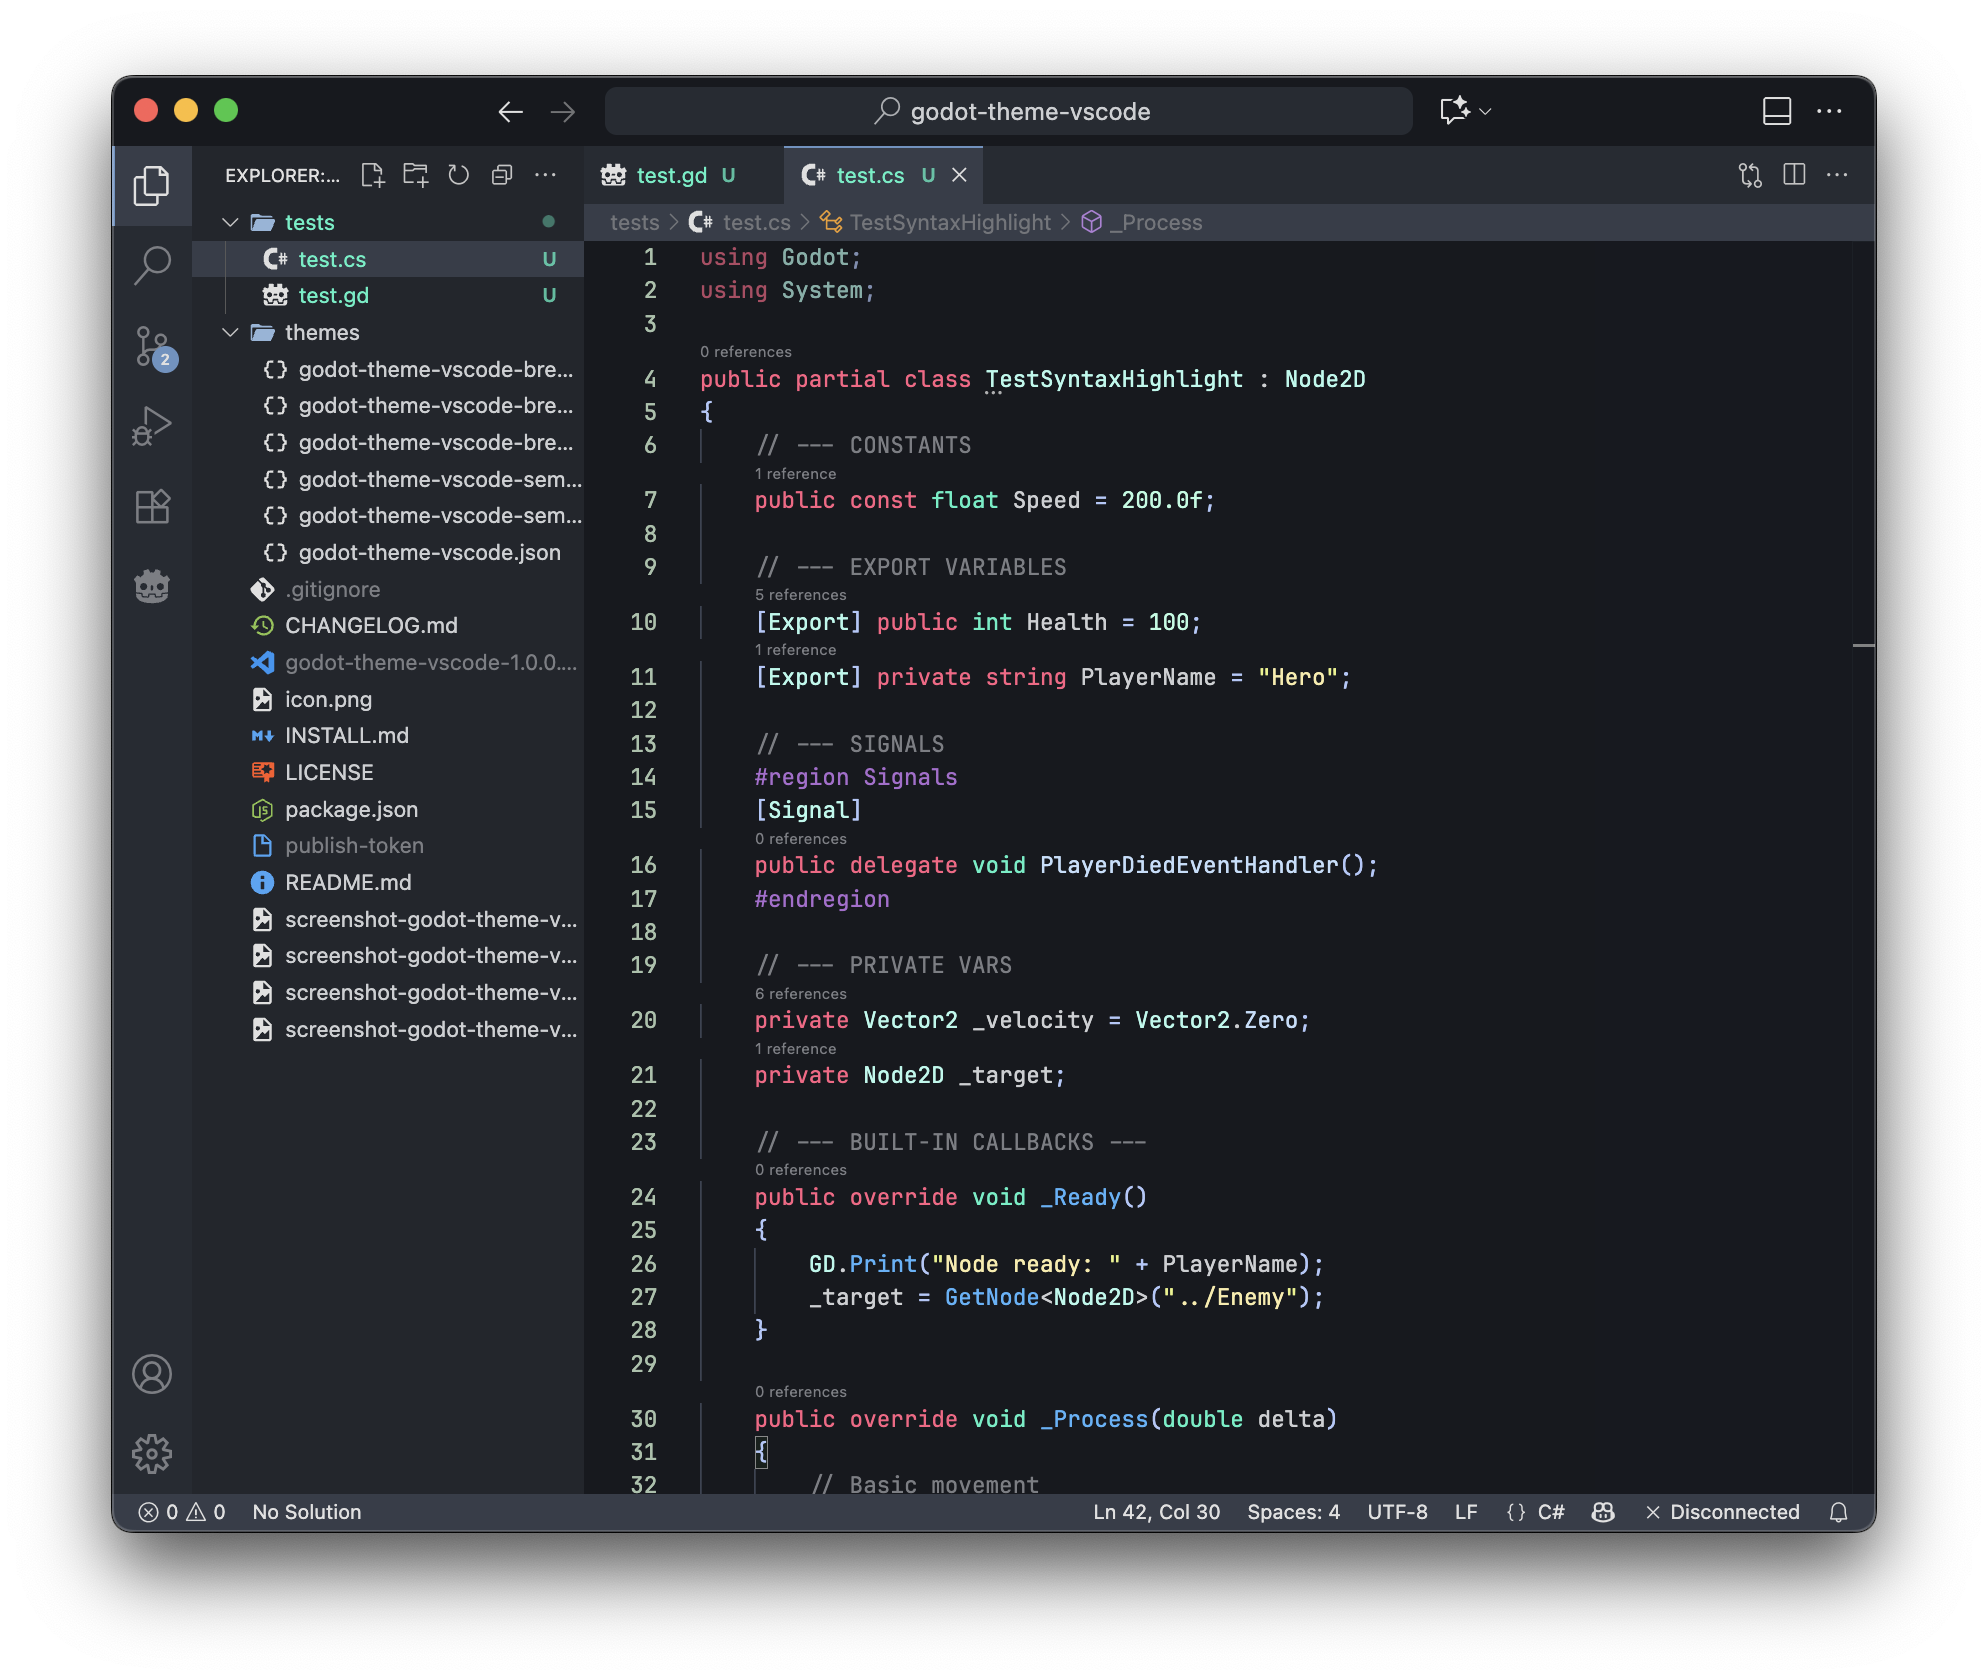 godot-theme-vscode
EXPLORER:...
tests
test.cs U
test.gd U
themes
godot-theme-vscode-bre...
godot-theme-vscode-bre...
godot-theme-vscode-bre...
godot-theme-vscode-sem...
godot-theme-vscode-sem...
godot-theme-vscode.json
.gitignore
CHANGELOG.md
godot-theme-vscode-1.0.0....
icon.png
INSTALL.md
LICENSE
package.json
publish-token
README.md
screenshot-godot-theme-v...
screenshot-godot-theme-v...
screenshot-godot-theme-v...
screenshot-godot-theme-v...
2
test.gd U
C# test.cs U
tests > C# test.cs > TestSyntaxHighlight > _Process
1 using Godot;
2 using System;
3
0 references
4 public partial class TestSyntaxHighlight : Node2D
5 {
6 // --- CONSTANTS
1 reference
7 public const float Speed = 200.0f;
8
9 // --- EXPORT VARIABLES
5 references
10 [Export] public int Health = 100;
1 reference
11 [Export] private string PlayerName = "Hero";
12
13 // --- SIGNALS
14 #region Signals
15 [Signal]
0 references
16 public delegate void PlayerDiedEventHandler();
17 #endregion
18
19 // --- PRIVATE VARS
6 references
20 private Vector2 _velocity = Vector2.Zero;
1 reference
21 private Node2D _target;
22
23 // --- BUILT-IN CALLBACKS ---
0 references
24 public override void _Ready()
25 {
26 GD.Print("Node ready: " + PlayerName);
27 _target = GetNode<Node2D>("../Enemy");
28 }
29
0 references
30 public override void _Process(double delta)
31 {
32 // Basic movement
0 0 No Solution
Ln 42, Col 30 Spaces: 4 UTF-8 LF {} C# Disconnected